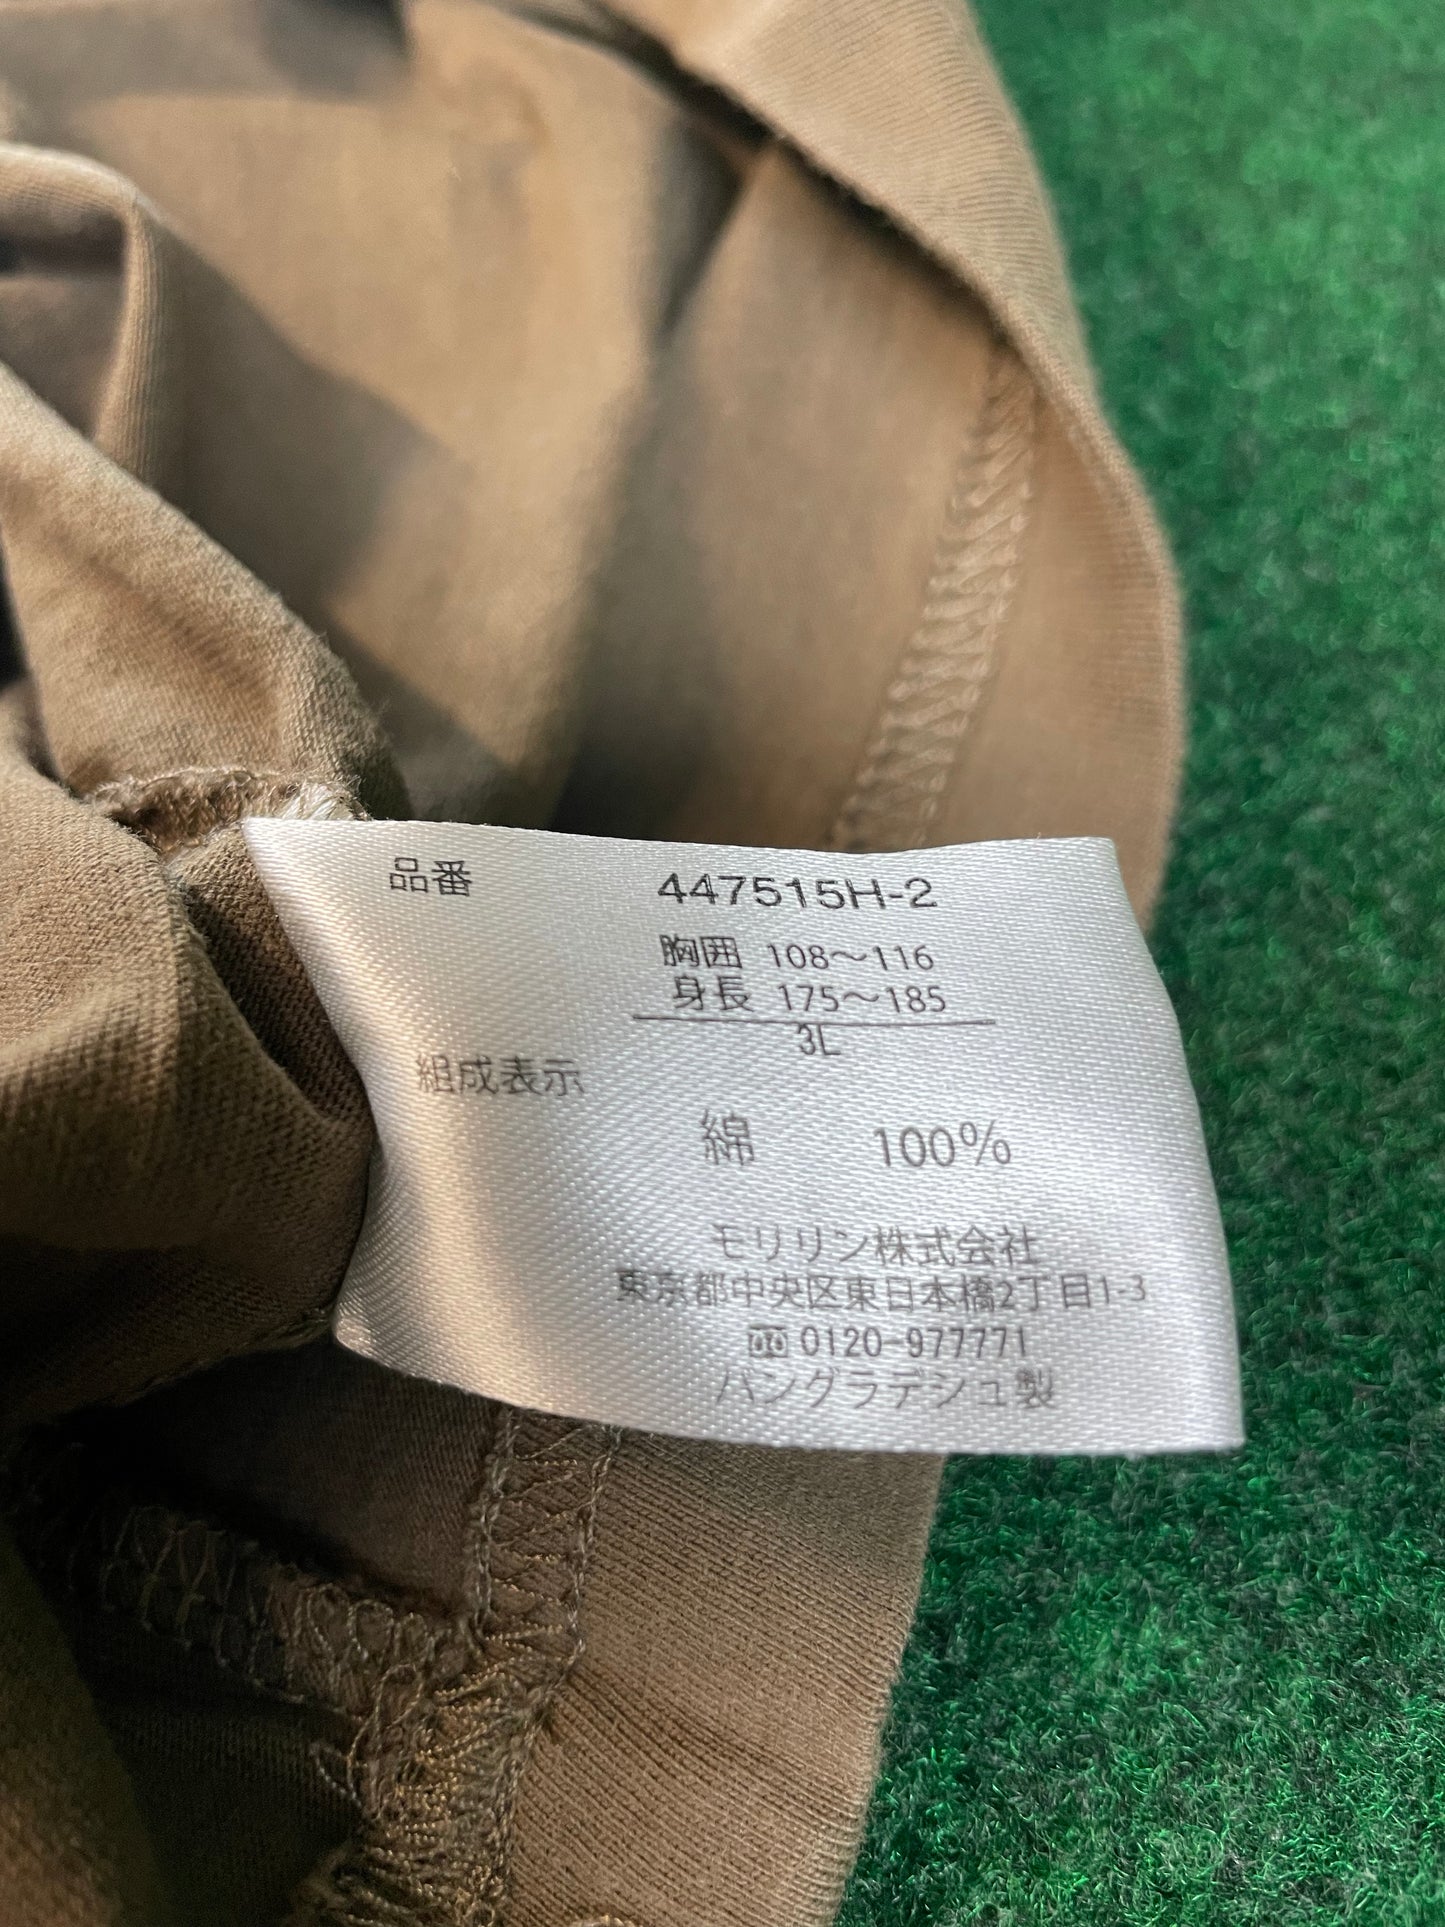 品番 447515H-2
胸囲 108～116
身長 175～185
3L
組成表示
綿 100%
モリリン株式会社
東京都中央区東日本橋2丁目1-3
0120-977771
バングラデシュ製